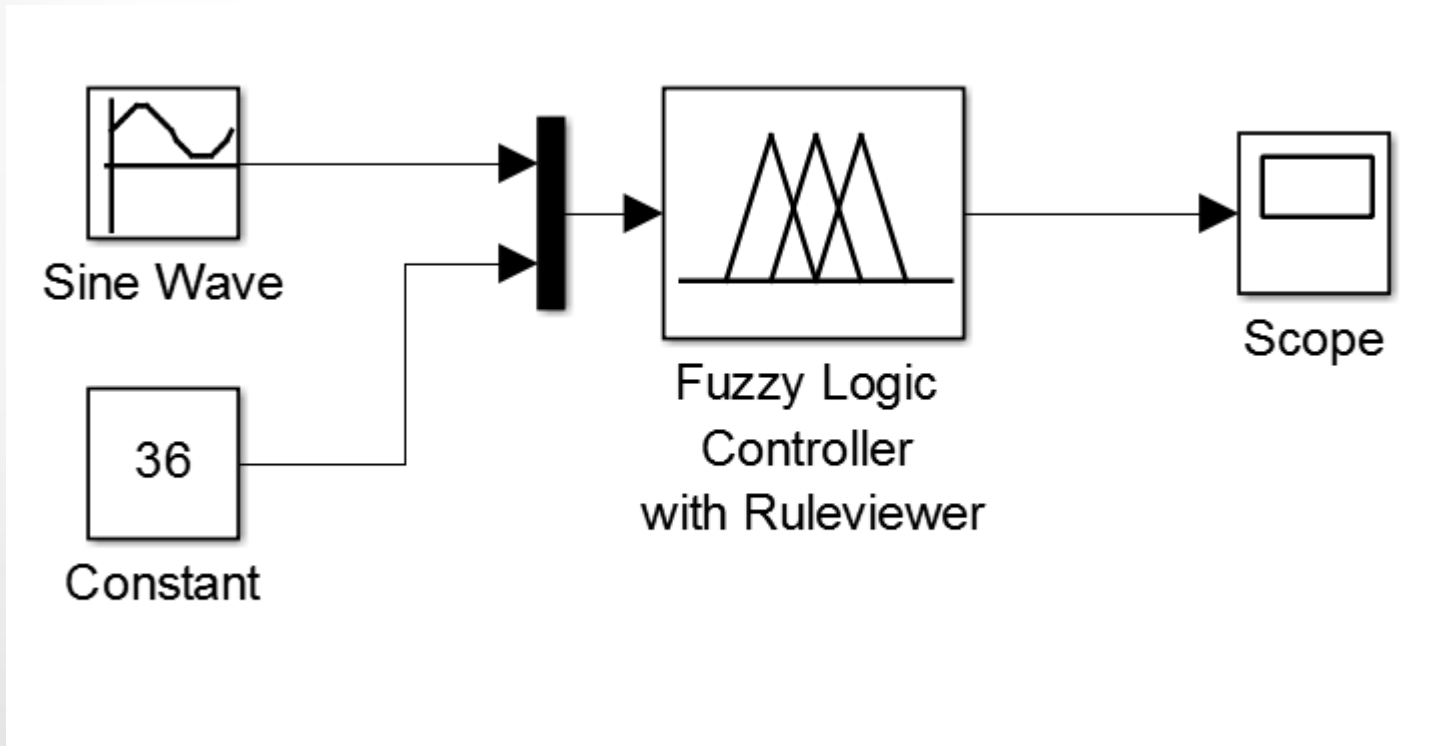 Sine Wave
36
Constant
Fuzzy Logic
Controller
with Ruleviewer
Scope